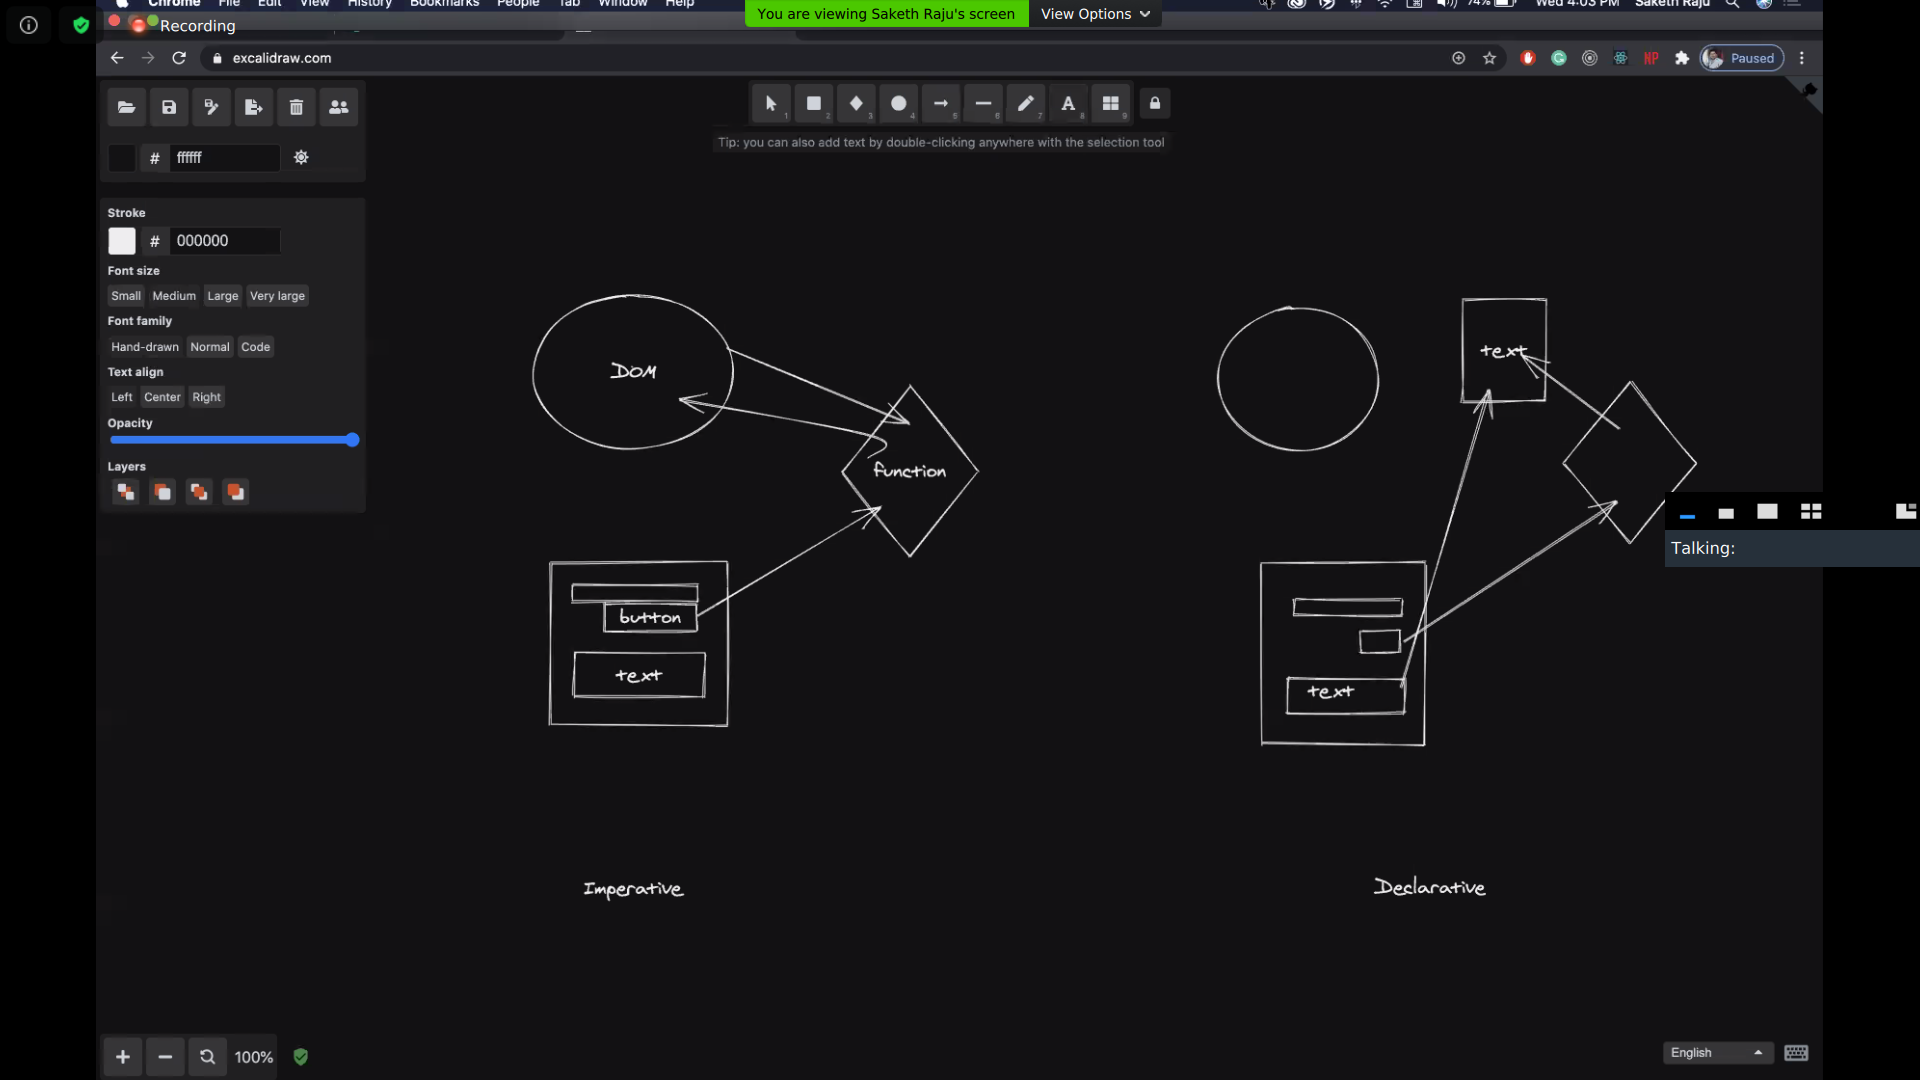 Chrome File Edit View History Bookmarks People Tab Window Help
You are viewing Saketh Raju's screen View Options
74% Wed 4:03 PM Saketh Raju
Recording
excalidraw.com
NP
Paused
1 2 3 4 5 6 7 A 8 9
Tip: you can also add text by double-clicking anywhere with the selection tool
# ffffff
Stroke
# 000000
Font size
Small Medium Large Very large
Font family
Hand-drawn Normal Code
Text align
Left Center Right
Opacity
Layers
DOM
function
button
text
Imperative
text
text
Declarative
Talking:
100%
English